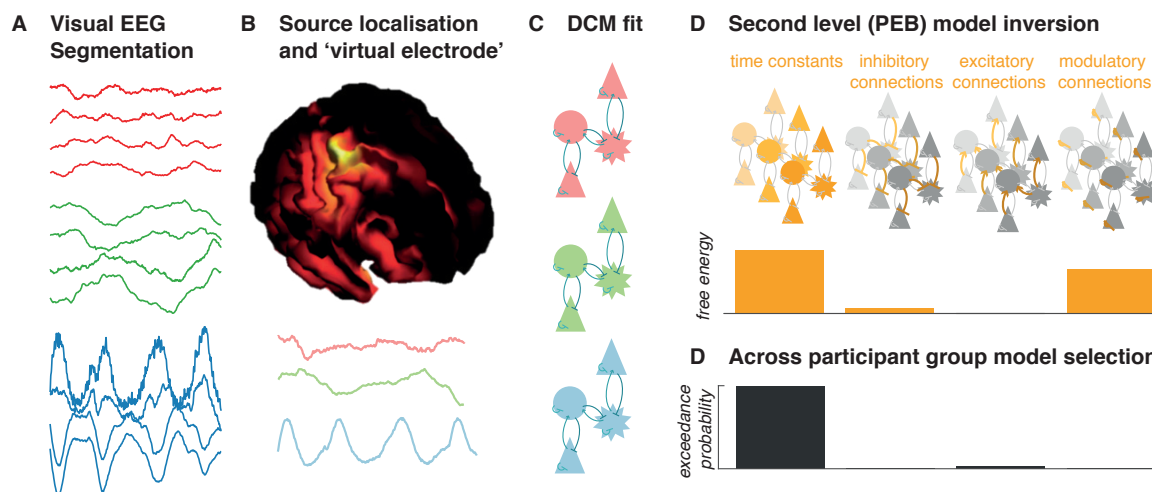 A Visual EEG
Segmentation
B Source localisation
and ‘virtual electrode’
C DCM fit
D Second level (PEB) model inversion
time constants
inhibitory
connections
excitatory
connections
modulatory
connections
free energy
D Across participant group model selection
exceedance
probability